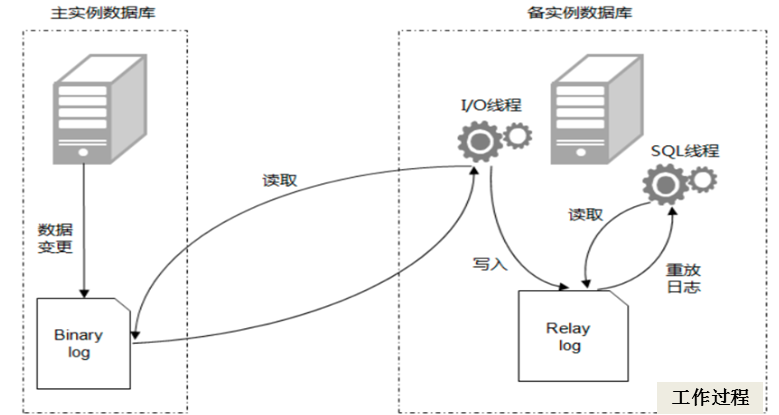 主实例数据库
备实例数据库
I/O线程
SQL线程
读取
读取
数据
变更
写入
重放
日志
Binary
log
Relay
log
工作过程